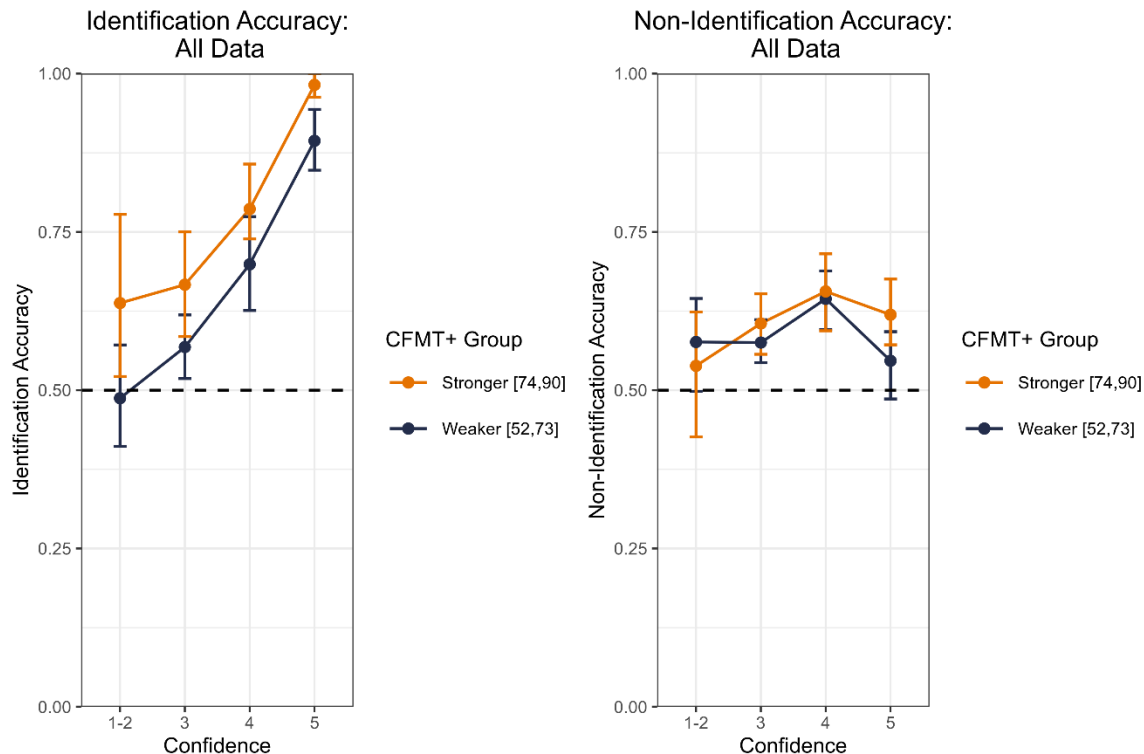 Identification Accuracy:
All Data
1.00
0.75
0.50
0.25
0.00
Identification Accuracy
1-2
3
4
5
Confidence
CFMT+ Group
Stronger [74,90]
Weaker [52,73]
Non-Identification Accuracy:
All Data
1.00
0.75
0.50
0.25
0.00
Non-Identification Accuracy
1-2
3
4
5
Confidence
CFMT+ Group
Stronger [74,90]
Weaker [52,73]